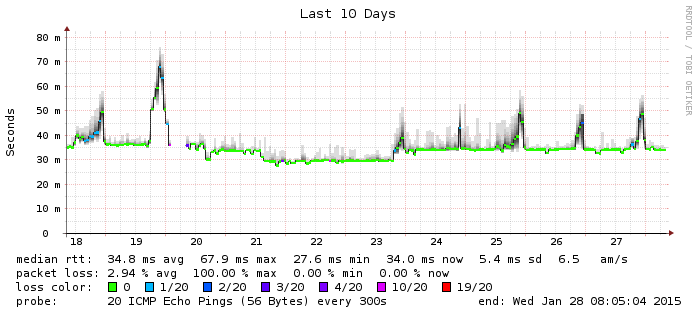 Last 10 Days
RRDTOOL / TOBI OETIKER
Seconds
80 m
70 m
60 m
50 m
40 m
30 m
20 m
10 m
0
18 19 20 21 22 23 24 25 26 27
median rtt: 34.8 ms avg 67.9 ms max 27.6 ms min 34.0 ms now 5.4 ms sd 6.5 am/s
packet loss: 2.94 % avg 100.00 % max 0.00 % min 0.00 % now
loss color: 0 1/20 2/20 3/20 4/20 10/20 19/20
probe: 20 ICMP Echo Pings (56 Bytes) every 300s end: Wed Jan 28 08:05:04 2015